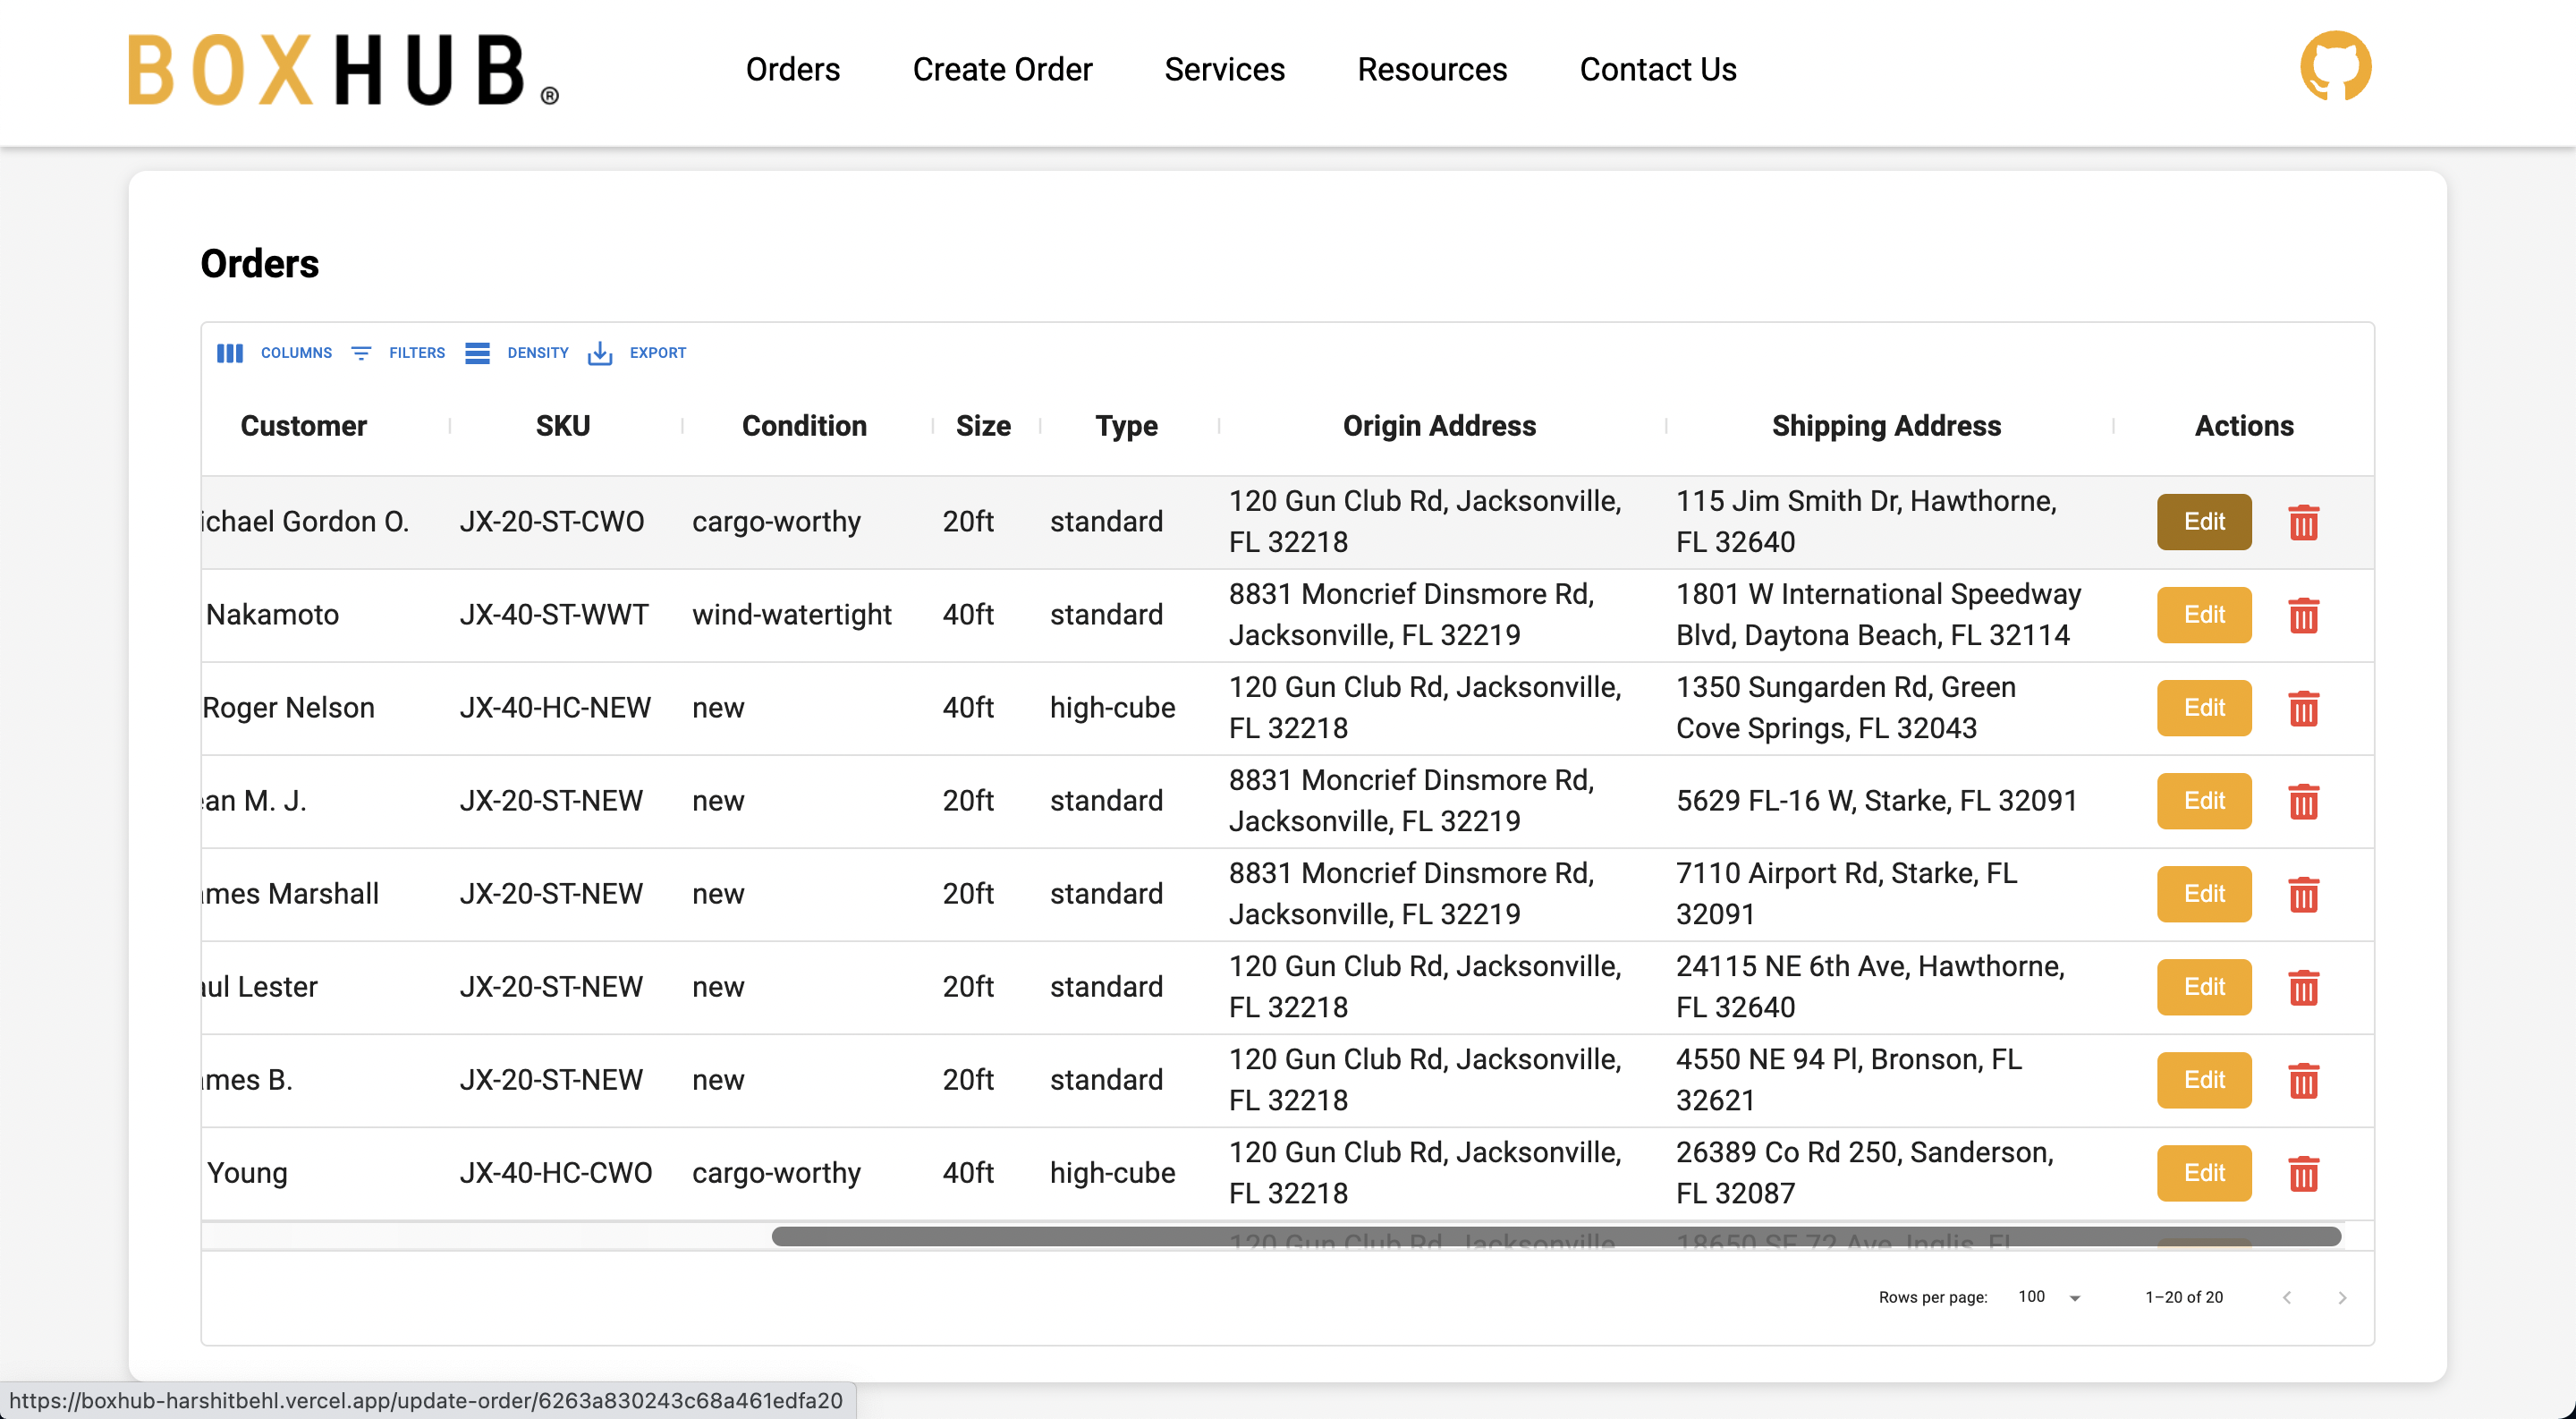 BOXHUB®
Orders Create Order Services Resources Contact Us
Orders
COLUMNS FILTERS DENSITY EXPORT
Customer SKU Condition Size Type Origin Address Shipping Address Actions
ichael Gordon O. JX-20-ST-CWO cargo-worthy 20ft standard 120 Gun Club Rd, Jacksonville, 115 Jim Smith Dr, Hawthorne, Edit
FL 32218 FL 32640
Nakamoto JX-40-ST-WWT wind-watertight 40ft standard 8831 Moncrief Dinsmore Rd, 1801 W International Speedway Edit
Jacksonville, FL 32219 Blvd, Daytona Beach, FL 32114
Roger Nelson JX-40-HC-NEW new 40ft high-cube 120 Gun Club Rd, Jacksonville, 1350 Sungarden Rd, Green Edit
FL 32218 Cove Springs, FL 32043
ean M. J. JX-20-ST-NEW new 20ft standard 8831 Moncrief Dinsmore Rd, 5629 FL-16 W, Starke, FL 32091 Edit
Jacksonville, FL 32219
ames Marshall JX-20-ST-NEW new 20ft standard 8831 Moncrief Dinsmore Rd, 7110 Airport Rd, Starke, FL Edit
Jacksonville, FL 32219 32091
aul Lester JX-20-ST-NEW new 20ft standard 120 Gun Club Rd, Jacksonville, 24115 NE 6th Ave, Hawthorne, Edit
FL 32218 FL 32640
ames B. JX-20-ST-NEW new 20ft standard 120 Gun Club Rd, Jacksonville, 4550 NE 94 Pl, Bronson, FL Edit
FL 32218 32621
Young JX-40-HC-CWO cargo-worthy 40ft high-cube 120 Gun Club Rd, Jacksonville, 26389 Co Rd 250, Sanderson, Edit
FL 32218 FL 32087
120 Gun Club Rd, Jacksonville, 18650 SE 72 Ave, Inglis, FL
Rows per page: 100 1–20 of 20
https://boxhub-harshitbehl.vercel.app/update-order/6263a830243c68a461edfa20